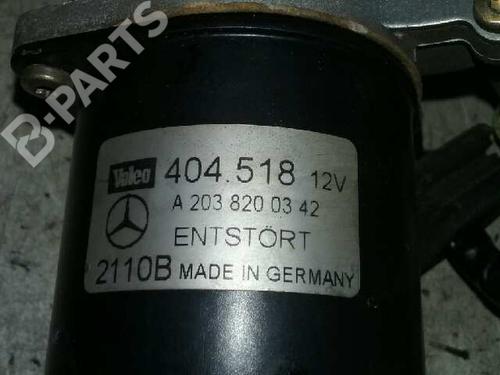 B-PARTS
Valeo 404.518 12V
A 203 820 03 42
ENTSTÖRT
2110B MADE IN GERMANY